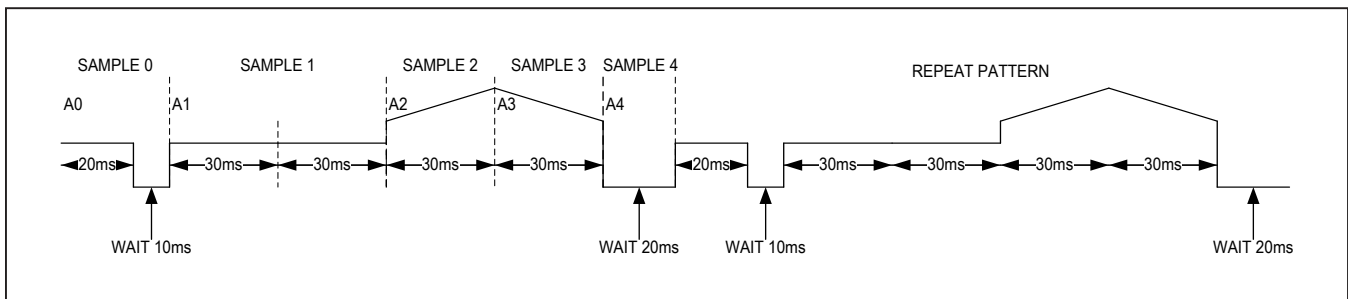 SAMPLE 0 SAMPLE 1 SAMPLE 2 SAMPLE 3 SAMPLE 4 REPEAT PATTERN
A0 A1 A2 A3 A4
20ms 30ms 30ms 30ms 30ms 20ms 30ms 30ms 30ms 30ms
WAIT 10ms WAIT 20ms WAIT 10ms WAIT 20ms